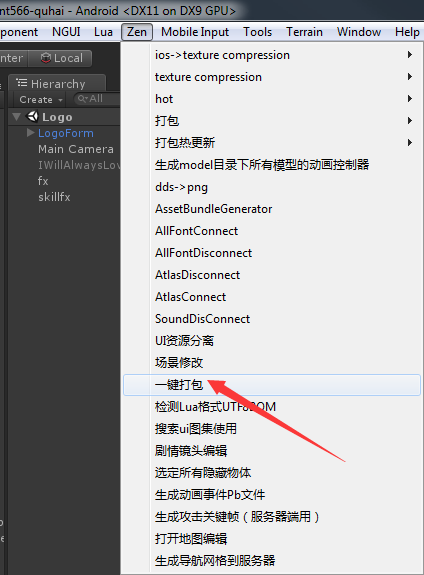 nt566-quhai - Android <DX11 on DX9 GPU>
ponent NGUI Lua Zen Mobile Input Tools Terrain Window Help
enter Local
Hierarchy
Create All
Logo
LogoForm
Main Camera
IWillAlwaysLov
fx
skillfx
ios->texture compression
texture compression
hot
打包
打包热更新
生成model目录下所有模型的动画控制器
dds->png
AssetBundleGenerator
AllFontConnect
AllFontDisconnect
AtlasDisconnect
AtlasConnect
SoundDisConnect
UI资源分离
场景修改
一键打包
检测Lua格式UTF8BOM
搜索ui图集使用
剧情镜头编辑
选定所有隐藏物体
生成动画事件Pb文件
生成攻击关键帧（服务器端用）
打开地图编辑
生成导航网格到服务器